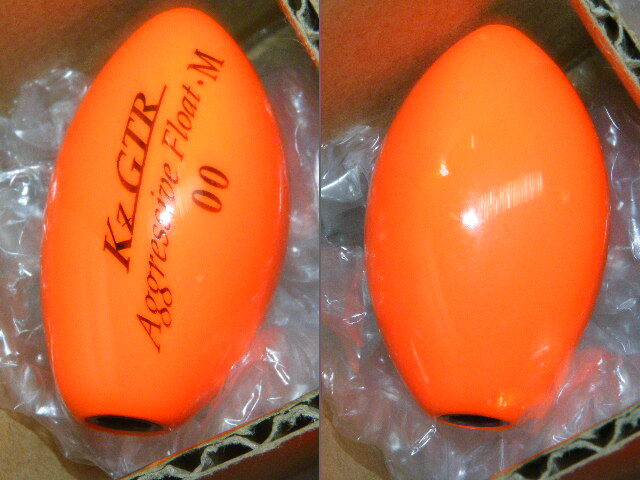 Kz GTR
Aggressive Float・M
00